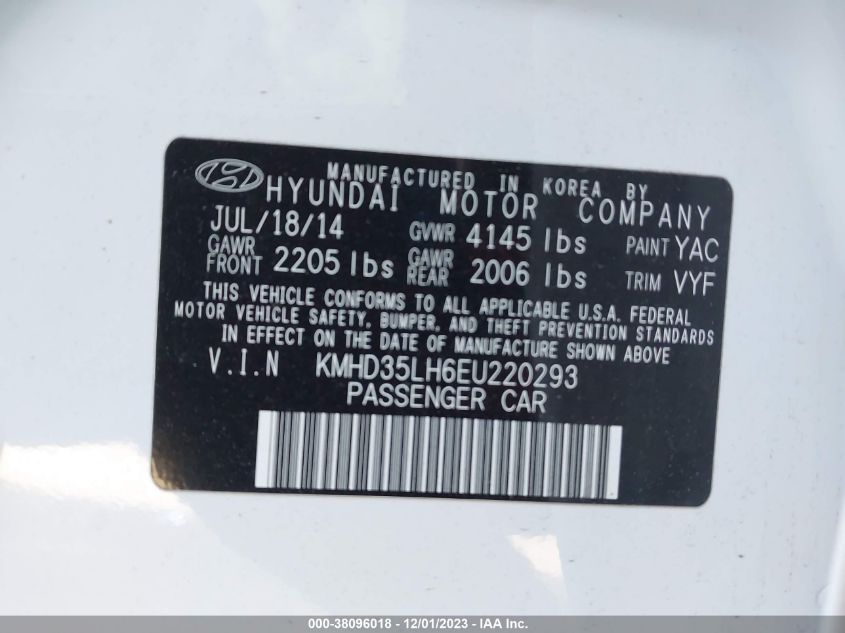 MANUFACTURED IN KOREA BY
HYUNDAI MOTOR COMPANY
JUL/18/14 GVWR 4145 lbs PAINT YAC
GAWR FRONT 2205 lbs GAWR REAR 2006 lbs TRIM VYF
THIS VEHICLE CONFORMS TO ALL APPLICABLE U.S.A. FEDERAL
MOTOR VEHICLE SAFETY, BUMPER, AND THEFT PREVENTION STANDARDS
IN EFFECT ON THE DATE OF MANUFACTURE SHOWN ABOVE
V.I.N KMHD35LH6EU220293
PASSENGER CAR
000-38096018 - 12/01/2023 - IAA Inc.